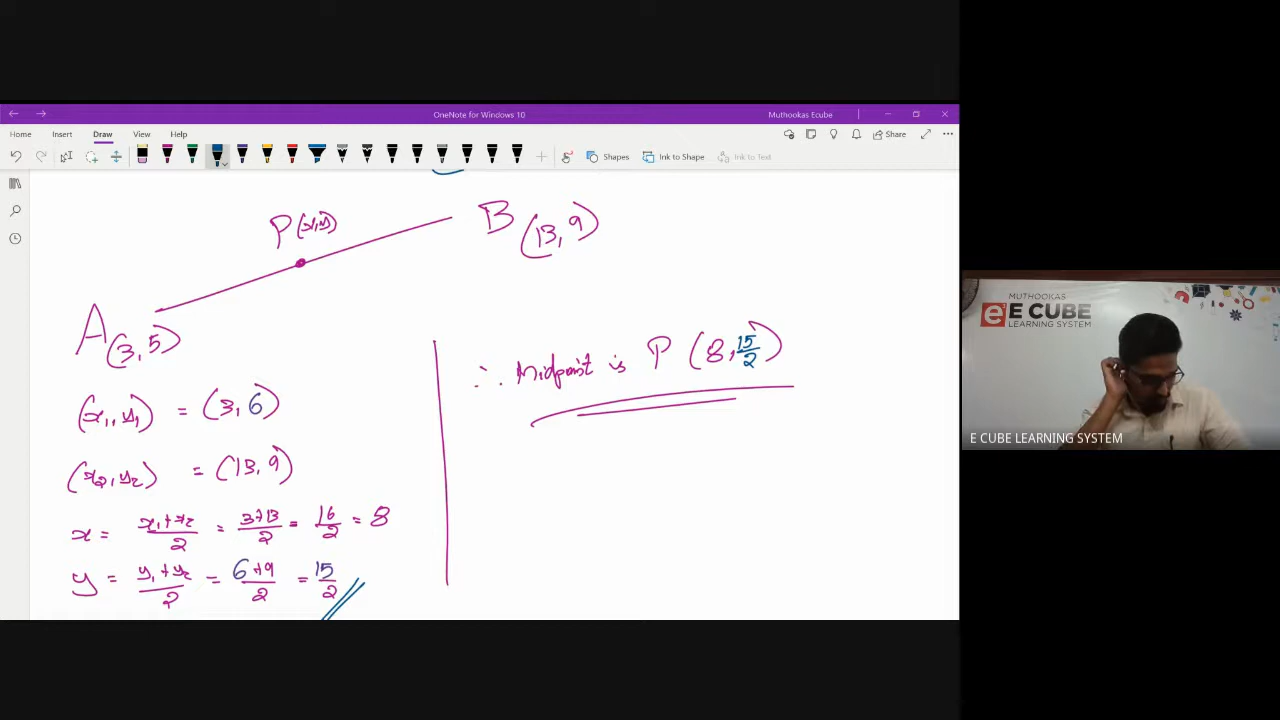 OneNote for Windows 10
Muthookas Ecube
Home Insert Draw View Help
Share
Shapes
Ink to Shape
Ink to Text
P(x,y)
B(13, 9)
A(3, 5)
∴ Midpoint is P (8, 15/2)
(x₁, y₁) = (3, 6)
(x₂, y₂) = (13, 9)
x = x₁+x₂/2 = 3+13/2 = 16/2 = 8
y = y₁+y₂/2 = 6+9/2 = 15/2
MUTHOOKAS
e E CUBE
LEARNING SYSTEM
E CUBE LEARNING SYSTEM